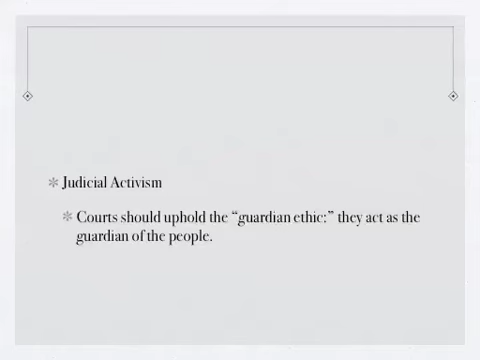 Judicial Activism
Courts should uphold the “guardian ethic:” they act as the
guardian of the people.